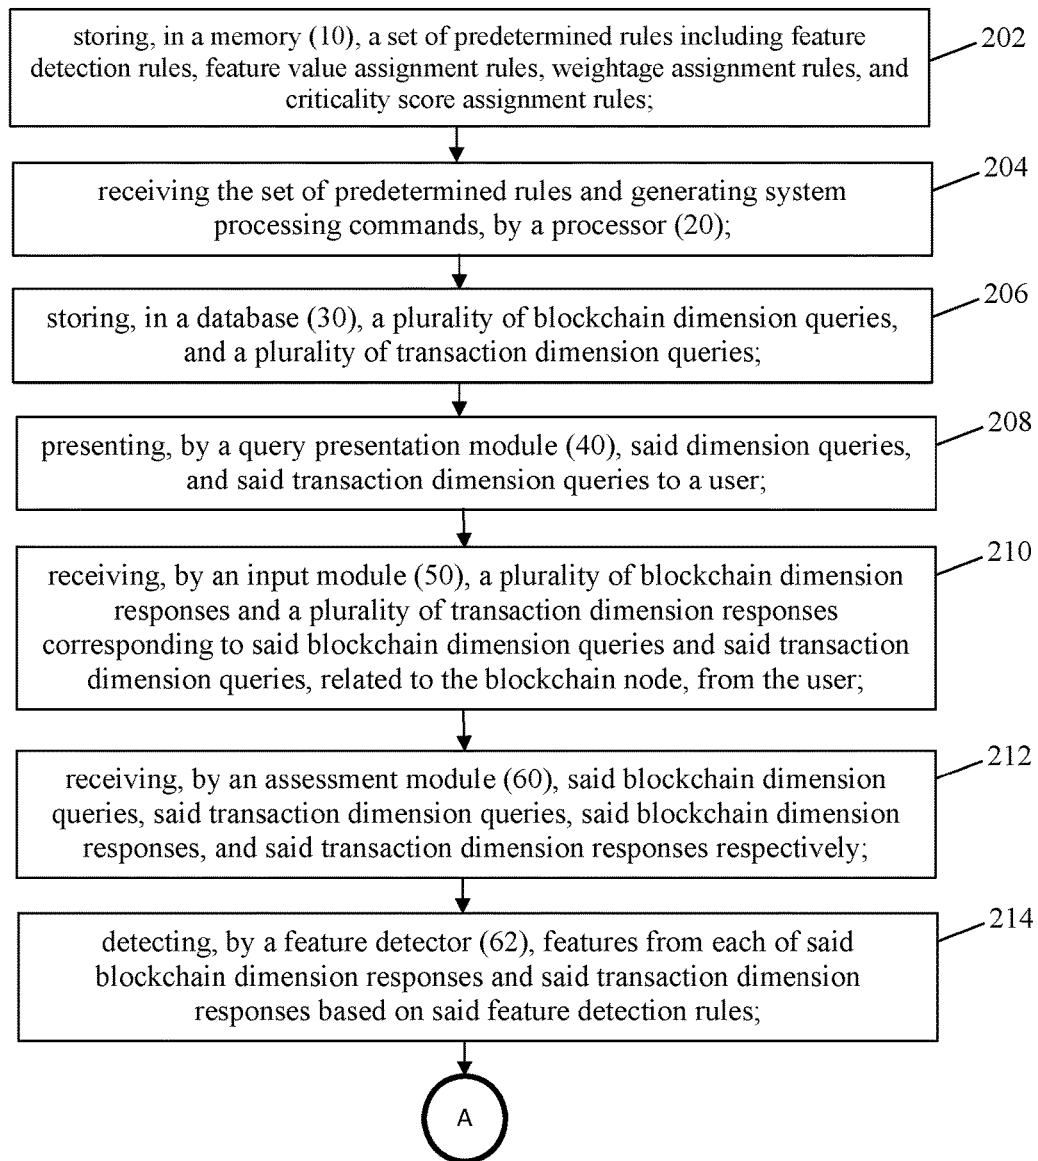 storing, in a memory (10), a set of predetermined rules including feature
detection rules, feature value assignment rules, weightage assignment rules, and
criticality score assignment rules;
202
receiving the set of predetermined rules and generating system
processing commands, by a processor (20);
204
storing, in a database (30), a plurality of blockchain dimension queries,
and a plurality of transaction dimension queries;
206
presenting, by a query presentation module (40), said dimension queries,
and said transaction dimension queries to a user;
208
receiving, by an input module (50), a plurality of blockchain dimension
responses and a plurality of transaction dimension responses
corresponding to said blockchain dimension queries and said transaction
dimension queries, related to the blockchain node, from the user;
210
receiving, by an assessment module (60), said blockchain dimension
queries, said transaction dimension queries, said blockchain dimension
responses, and said transaction dimension responses respectively;
212
detecting, by a feature detector (62), features from each of said
blockchain dimension responses and said transaction dimension
responses based on said feature detection rules;
214
A